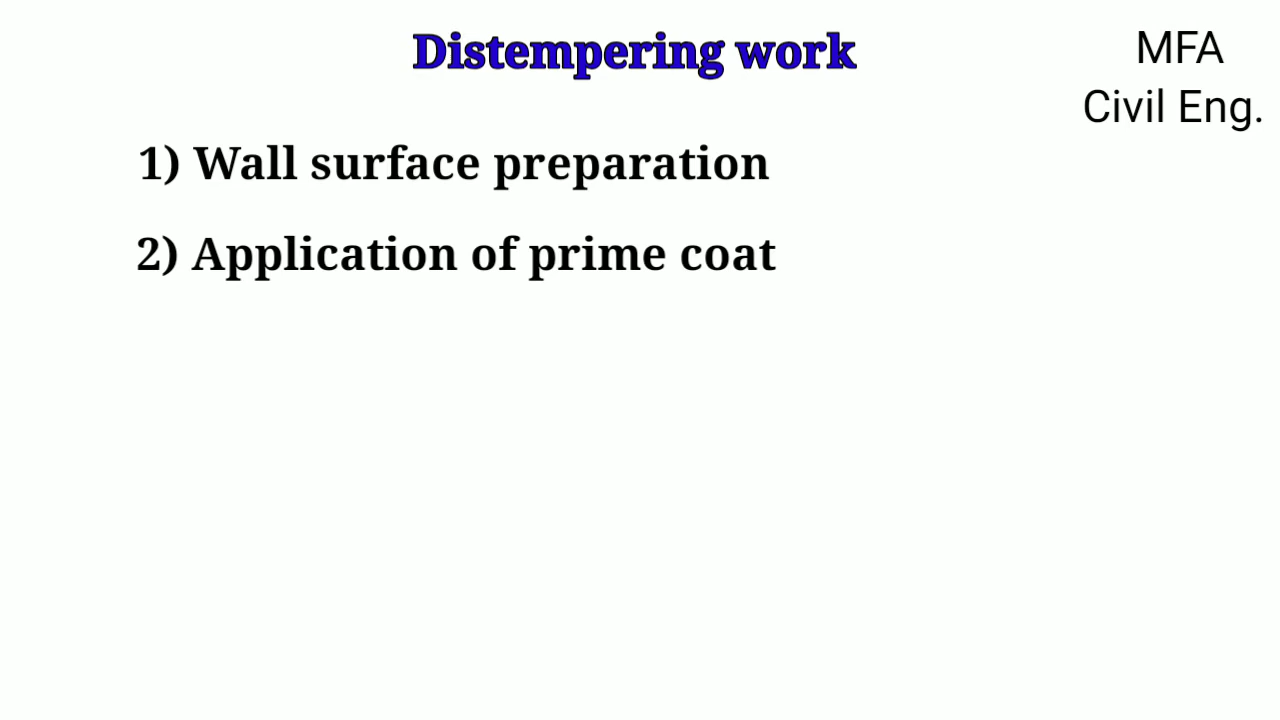 Distempering work
MFA
Civil Eng.
1) Wall surface preparation
2) Application of prime coat